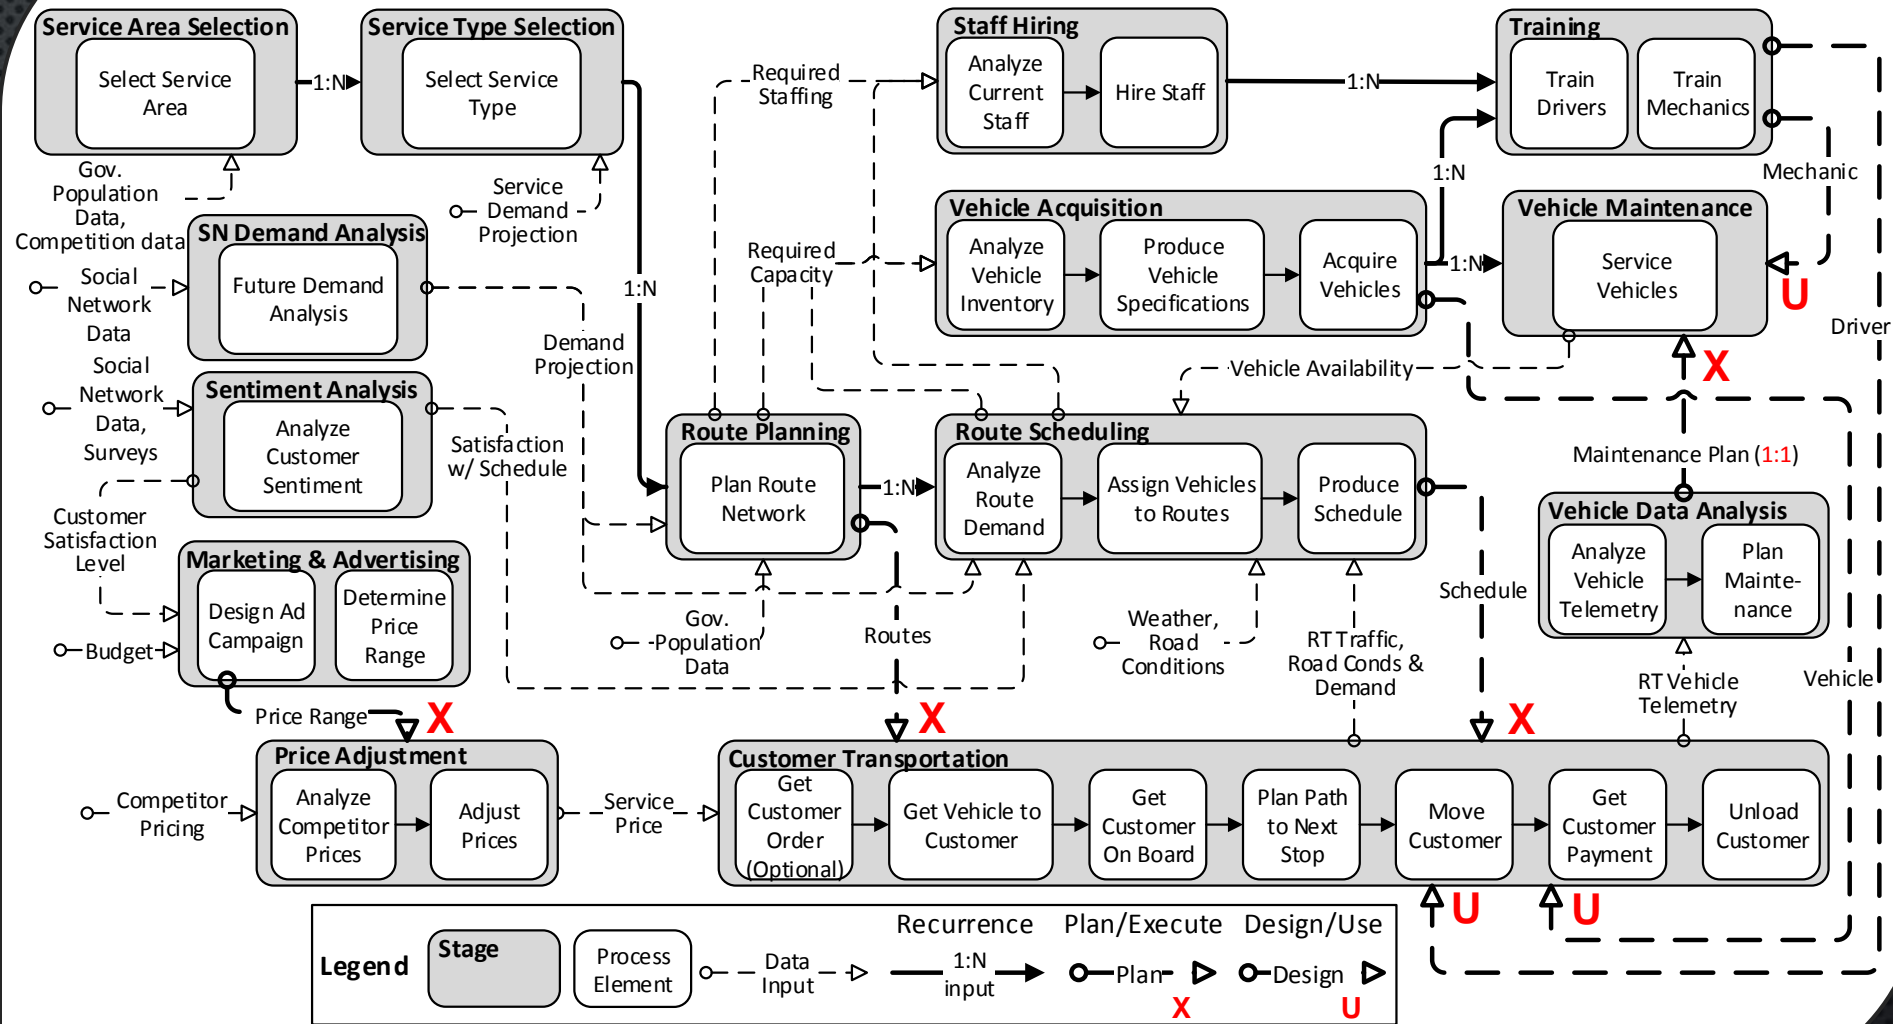 Service Area Selection
Select Service
Area
1:N
Service Type Selection
Select Service
Type
Staff Hiring
Analyze
Current
Staff
Hire Staff
1:N
Training
Train
Drivers
Train
Mechanics
Required
Staffing
Gov.
Population
Data,
Competition data
Service
Demand
Projection
1:N
Mechanic
SN Demand Analysis
Future Demand
Analysis
Social
Network
Data
1:N
Required
Capacity
Vehicle Acquisition
Analyze
Vehicle
Inventory
Produce
Vehicle
Specifications
Acquire
Vehicles
1:N
Vehicle Maintenance
Service
Vehicles
U
Driver
Demand
Projection
Vehicle Availability
X
Social
Network
Data,
Surveys
Sentiment Analysis
Analyze
Customer
Sentiment
Satisfaction
w/ Schedule
Route Planning
Plan Route
Network
1:N
Route Scheduling
Analyze
Route
Demand
Assign Vehicles
to Routes
Produce
Schedule
Maintenance Plan (1:1)
Vehicle Data Analysis
Analyze
Vehicle
Telemetry
Plan
Mainte-
nance
Customer
Satisfaction
Level
Marketing & Advertising
Design Ad
Campaign
Determine
Price
Range
Budget
Gov.
Population
Data
Routes
Weather,
Road
Conditions
RT Traffic,
Road Conds &
Demand
Schedule
RT Vehicle
Telemetry
Vehicle
Price Range
X
X
X
Price Adjustment
Analyze
Competitor
Prices
Adjust
Prices
Competitor
Pricing
Service
Price
Customer Transportation
Get
Customer
Order
(Optional)
Get Vehicle to
Customer
Get
Customer
On Board
Plan Path
to Next
Stop
Move
Customer
Get
Customer
Payment
Unload
Customer
U
U
Legend
Stage
Process
Element
Data
Input
Recurrence
1:N
input
Plan/Execute
Plan
X
Design/Use
Design
U